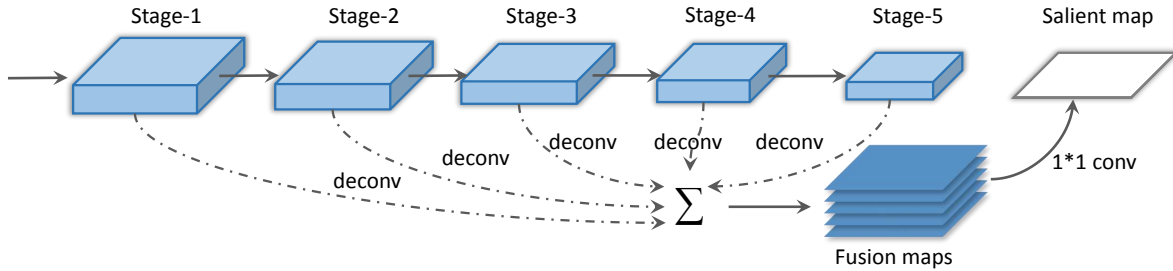 Stage-1
Stage-2
Stage-3
Stage-4
Stage-5
Salient map
deconv
deconv
deconv
deconv
deconv
1*1 conv
∑
Fusion maps